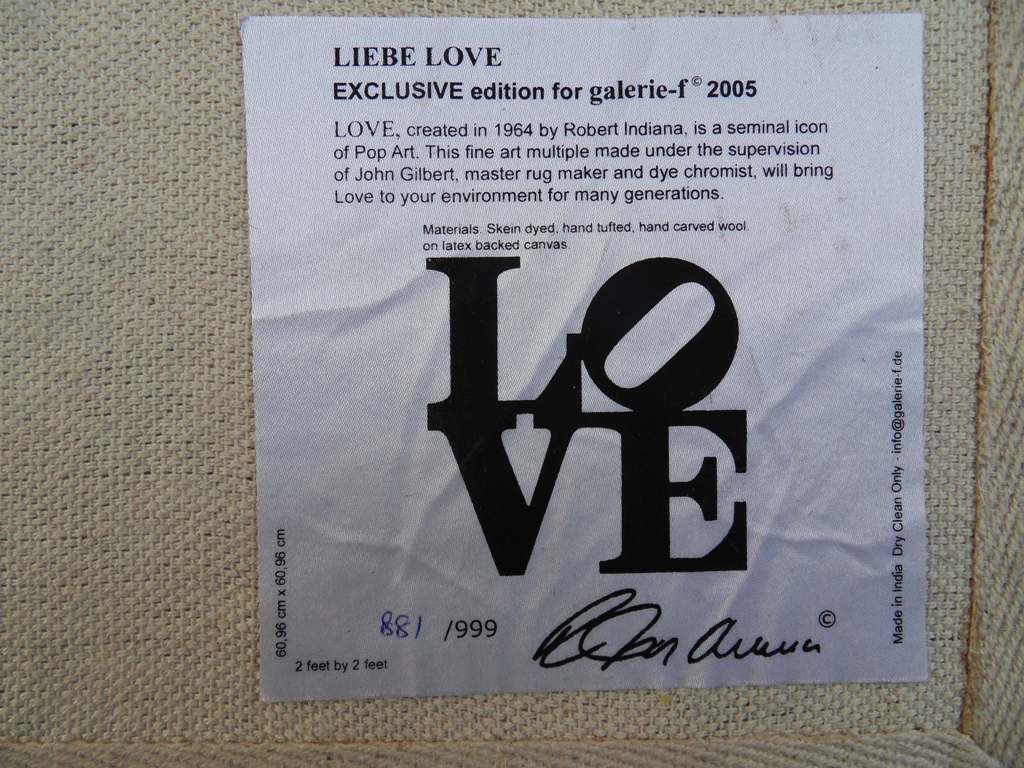 LIEBE LOVE
EXCLUSIVE edition for galerie-f© 2005
LOVE, created in 1964 by Robert Indiana, is a seminal icon
of Pop Art. This fine art multiple made under the supervision
of John Gilbert, master rug maker and dye chromist, will bring
Love to your environment for many generations.
Materials. Skein dyed, hand tufted, hand carved wool.
on latex backed canvas.
LO
VE
60,96 cm x 60,96 cm
2 feet by 2 feet
881 /999
©
Made in India Dry Clean Only - info@galerie-f.de